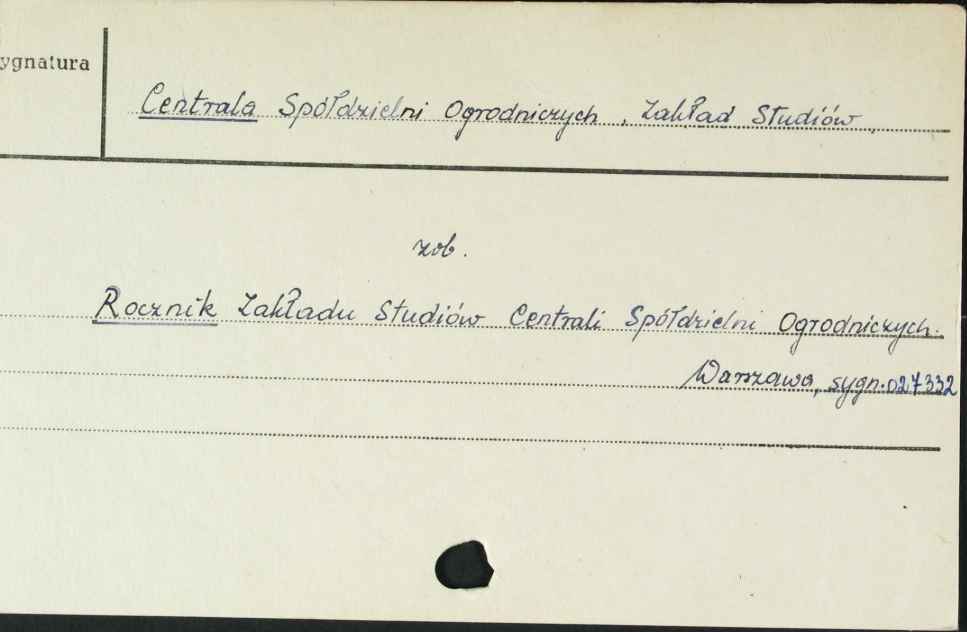 ygnatura
Centrala Spółdzielni Ogrodniczych, Zakład Studiów
zob.
Rocznik Zakładu Studiów Centrali Spółdzielni Ogrodniczych.
Warszawa, sygn. 027332